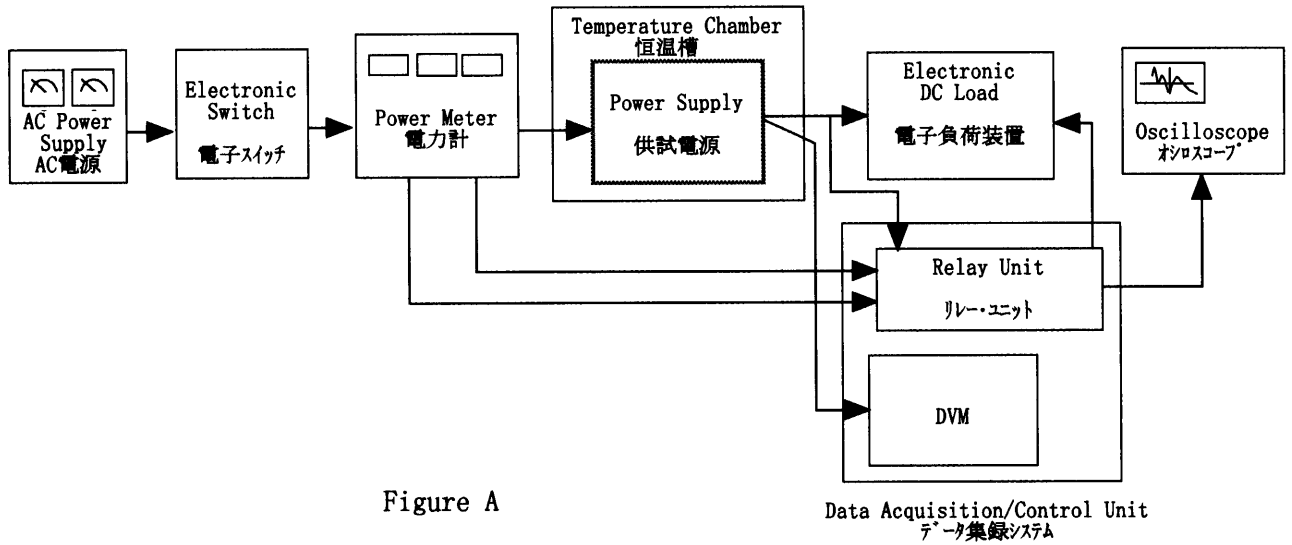 Temperature Chamber
恒温槽
AC Power
Supply
AC電源
Electronic
Switch
電子スイッチ
Power Meter
電力計
Power Supply
供試電源
Electronic
DC Load
電子負荷装置
Oscilloscope
ｵｼﾛｽｺｰﾌﾟ
Relay Unit
ﾘﾚｰ・ﾕﾆｯﾄ
DVM
Figure A
Data Acquisition/Control Unit
ﾃﾞｰﾀ集録ｼｽﾃﾑ